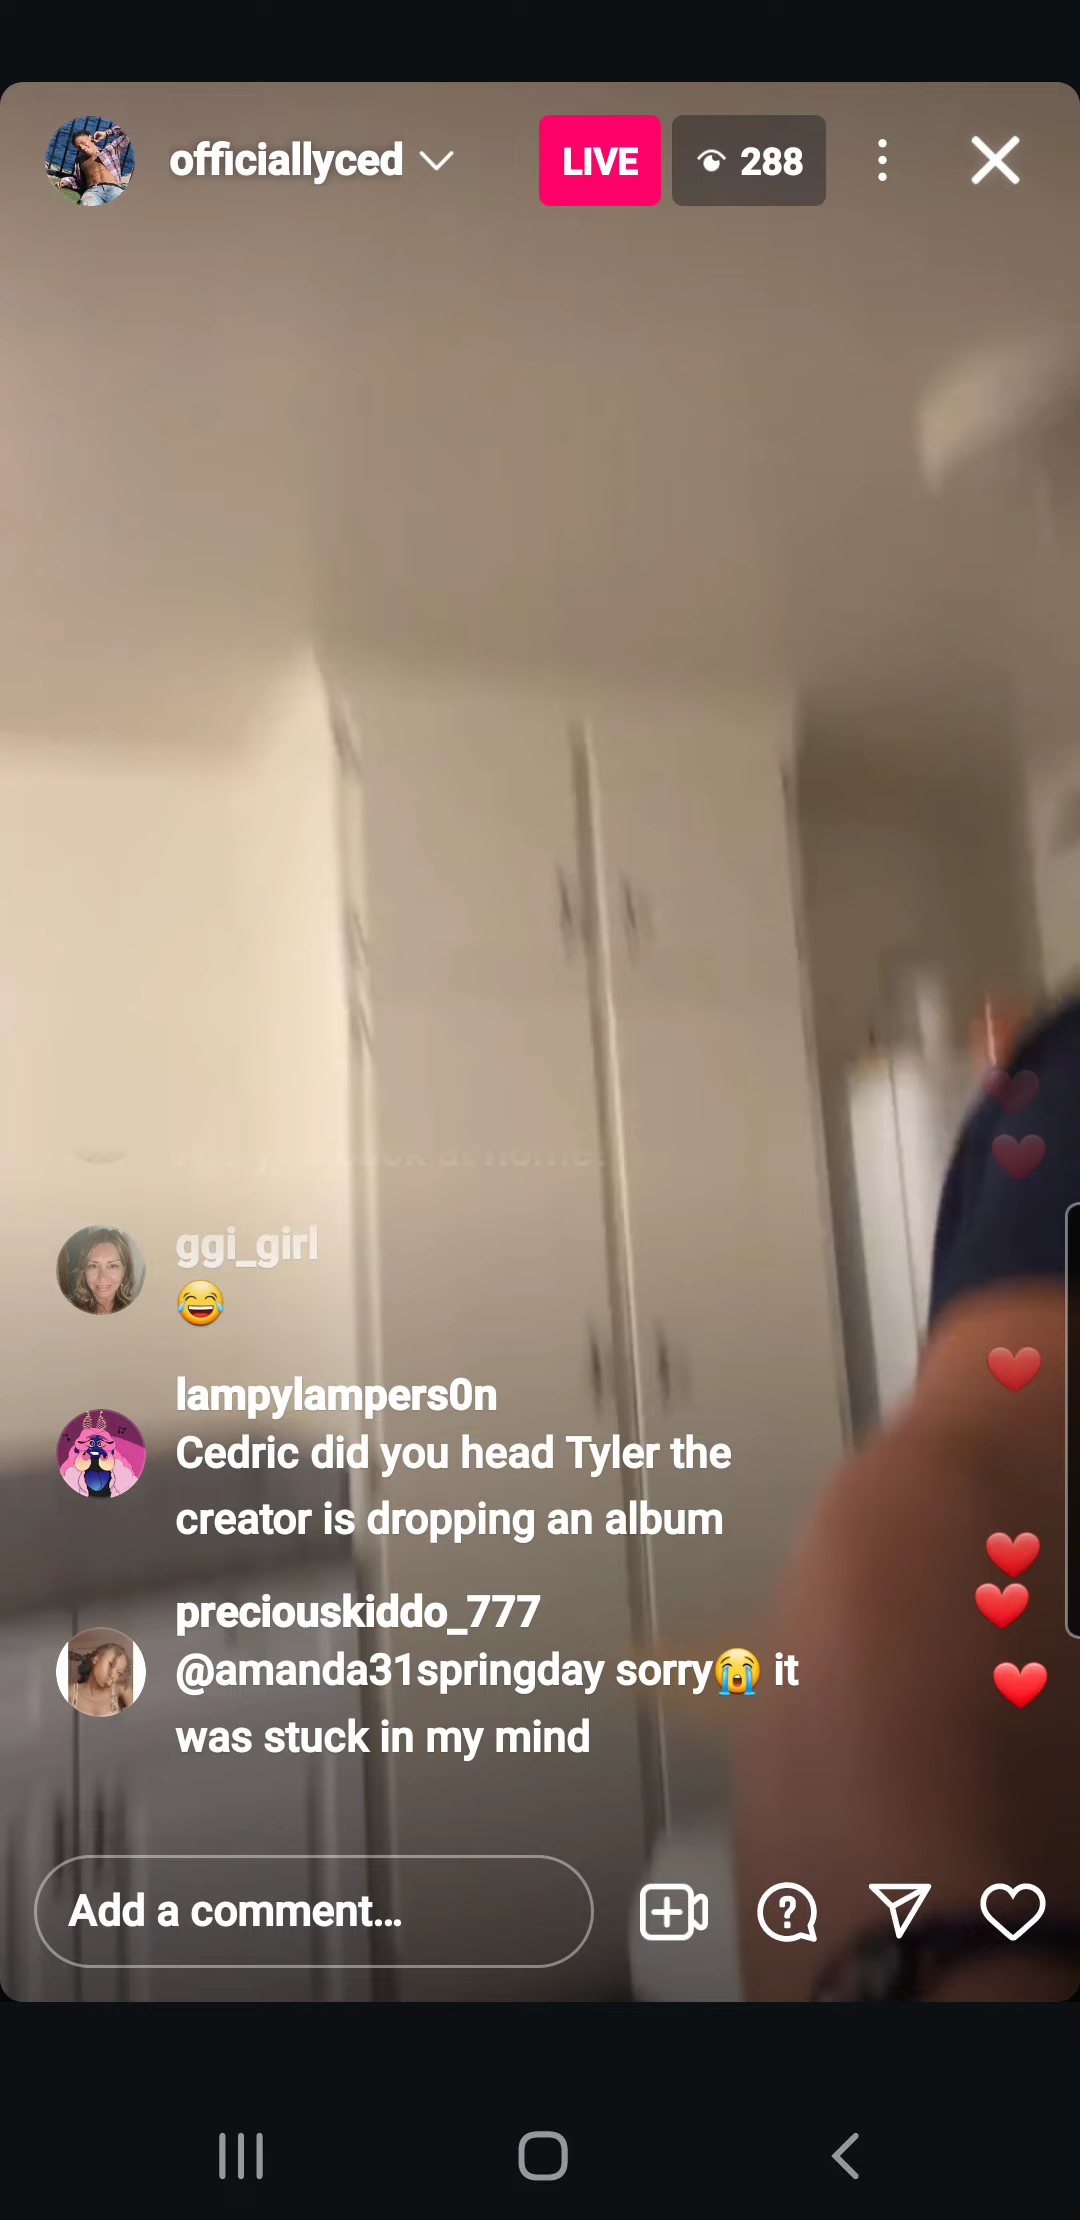 officiallyced
LIVE
288
ggi_girl
😂
lampylampers0n
Cedric did you head Tyler the
creator is dropping an album
preciouskiddo_777
@amanda31springday sorry😭 it
was stuck in my mind
Add a comment...